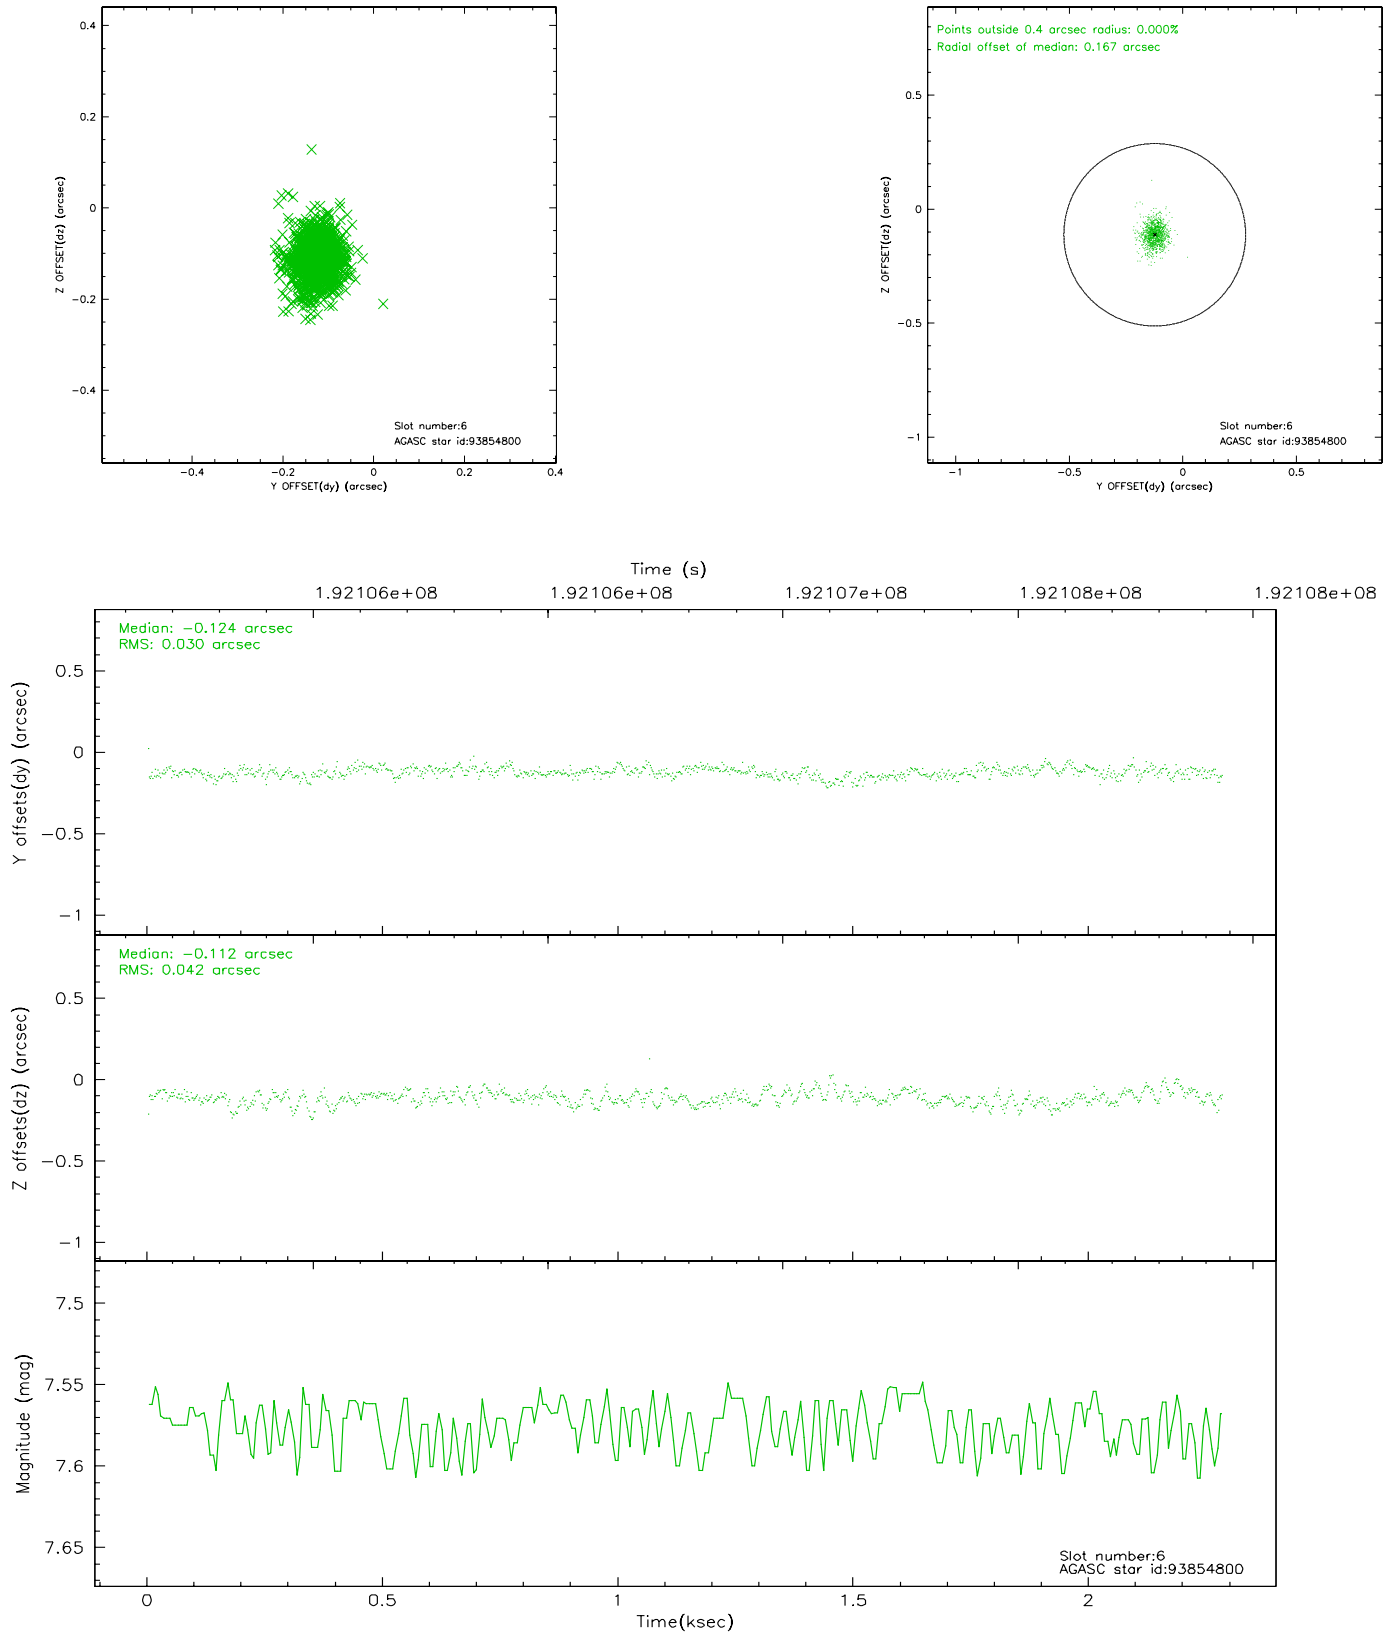 0.4
0.2
0
−0.2
−0.4
Z OFFSET(dz) (arcsec)
Slot number:6
AGASC star id:93854800
−0.4
−0.2
0
0.2
0.4
Y OFFSET(dy) (arcsec)
Points outside 0.4 arcsec radius: 0.000%
Radial offset of median: 0.167 arcsec
0.5
0
−0.5
−1
Z OFFSET(dz) (arcsec)
Slot number:6
AGASC star id:93854800
−1
−0.5
0
0.5
Y OFFSET(dy) (arcsec)
Time (s)
1.92106e+08
1.92106e+08
1.92107e+08
1.92108e+08
1.92108e+08
Median: −0.124 arcsec
RMS: 0.030 arcsec
0.5
0
−0.5
−1
Y offsets(dy) (arcsec)
Median: −0.112 arcsec
RMS: 0.042 arcsec
0.5
0
−0.5
−1
Z offsets(dz) (arcsec)
7.5
7.55
7.6
7.65
Magnitude (mag)
Slot number:6
AGASC star id:93854800
0
0.5
1
1.5
2
Time(ksec)